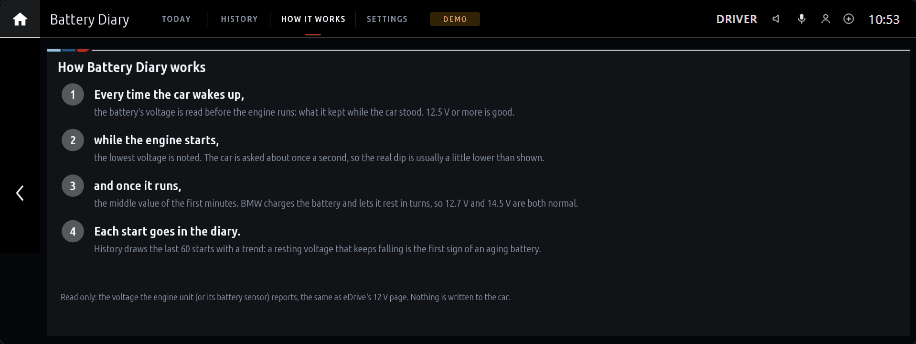 Battery Diary
TODAY
HISTORY
HOW IT WORKS
SETTINGS
DEMO
DRIVER
10:53
How Battery Diary works
1
Every time the car wakes up,
the battery's voltage is read before the engine runs: what it kept while the car stood. 12.5 V or more is good.
2
while the engine starts,
the lowest voltage is noted. The car is asked about once a second, so the real dip is usually a little lower than shown.
3
and once it runs,
the middle value of the first minutes. BMW charges the battery and lets it rest in turns, so 12.7 V and 14.5 V are both normal.
4
Each start goes in the diary.
History draws the last 60 starts with a trend: a resting voltage that keeps falling is the first sign of an aging battery.
Read only: the voltage the engine unit (or its battery sensor) reports, the same as eDrive's 12 V page. Nothing is written to the car.